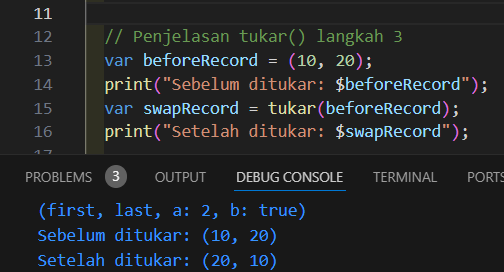 11
12 // Penjelasan tukar() langkah 3
13 var beforeRecord = (10, 20);
14 print("Sebelum ditukar: $beforeRecord");
15 var swapRecord = tukar(beforeRecord);
16 print("Setelah ditukar: $swapRecord");
17
PROBLEMS 3 OUTPUT DEBUG CONSOLE TERMINAL PORTS
(first, last, a: 2, b: true)
Sebelum ditukar: (10, 20)
Setelah ditukar: (20, 10)